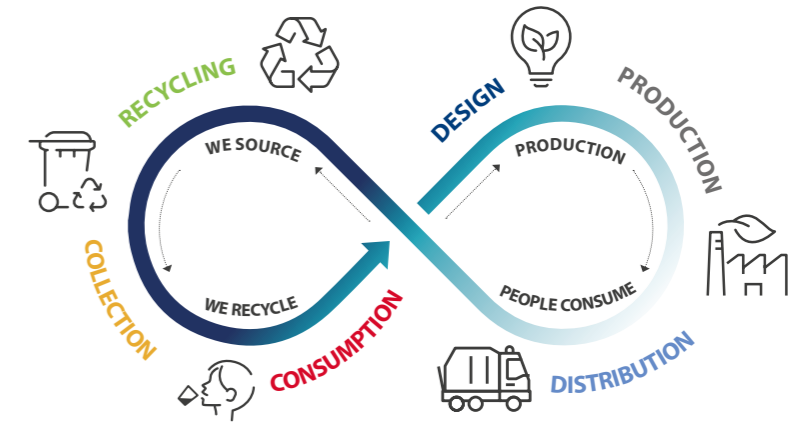 RECYCLING
DESIGN
PRODUCTION
WE SOURCE
PRODUCTION
COLLECTION
WE RECYCLE
PEOPLE CONSUME
CONSUMPTION
DISTRIBUTION